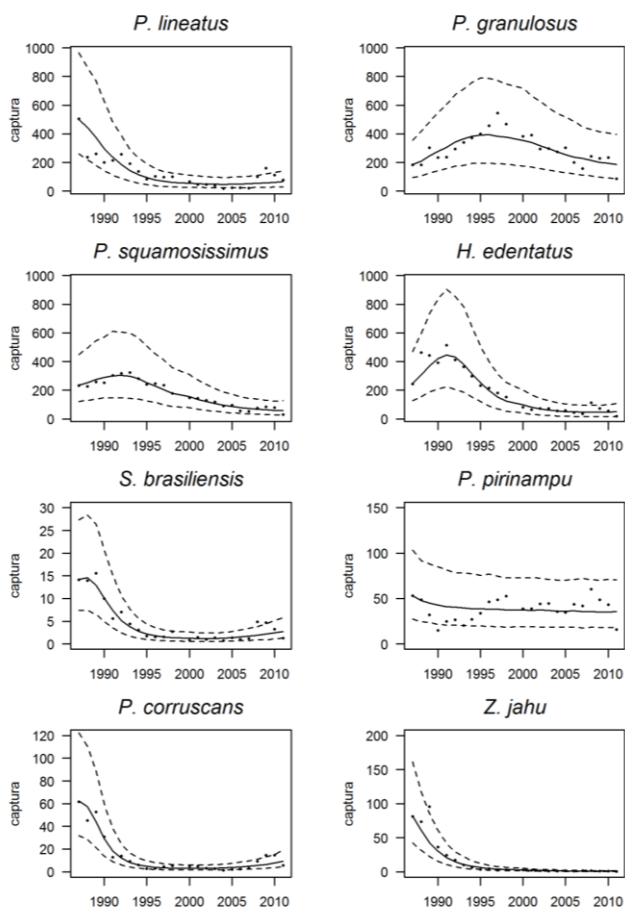 P. lineatus
P. granulosus
captura
1000
800
600
400
200
0
1990 1995 2000 2005 2010
captura
1000
800
600
400
200
0
1990 1995 2000 2005 2010
P. squamosissimus
H. edentatus
captura
1000
800
600
400
200
0
1990 1995 2000 2005 2010
captura
1000
800
600
400
200
0
1990 1995 2000 2005 2010
S. brasiliensis
P. pirinampu
captura
30
25
20
15
10
5
0
1990 1995 2000 2005 2010
captura
150
100
50
0
1990 1995 2000 2005 2010
P. corruscans
Z. jahu
captura
120
100
80
60
40
20
0
1990 1995 2000 2005 2010
captura
200
150
100
50
0
1990 1995 2000 2005 2010